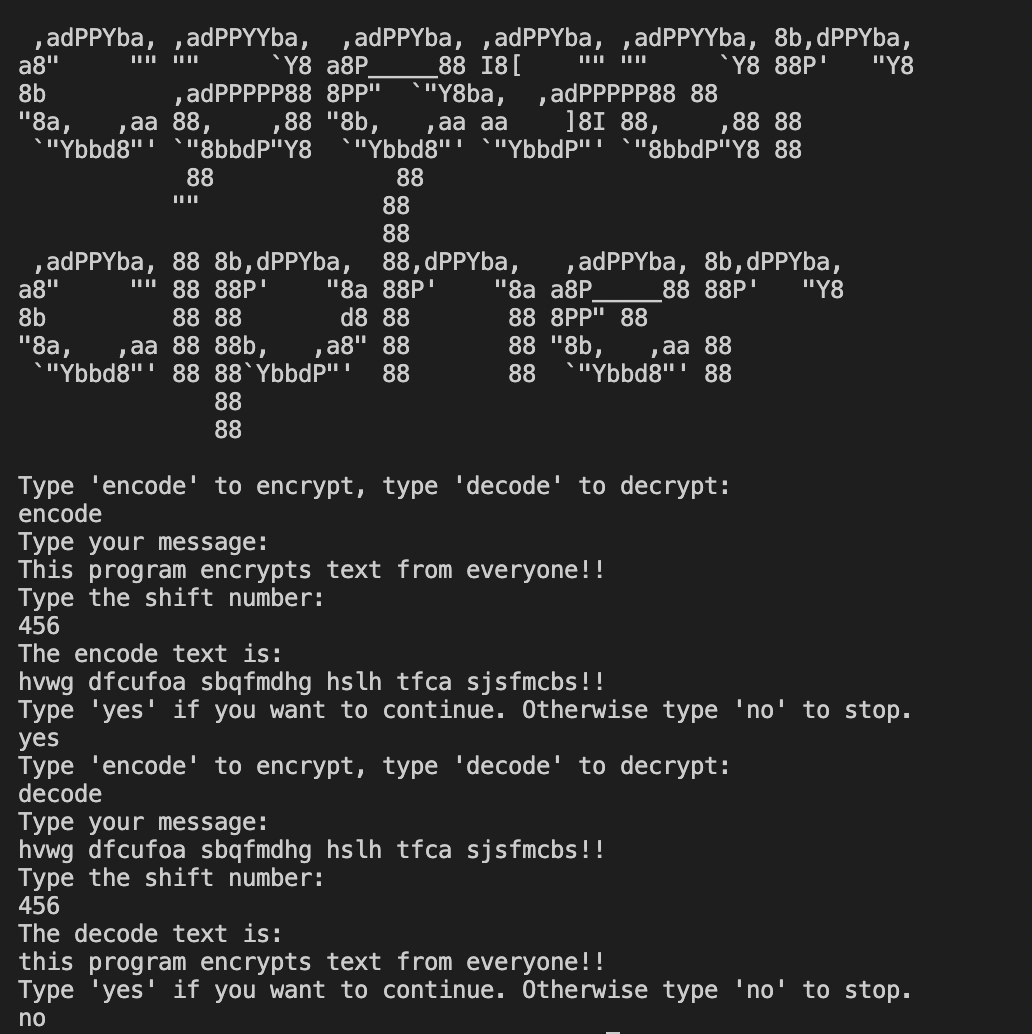 ,adPPYba, ,adPPYYba,  ,adPPYba, ,adPPYba, ,adPPYYba, 8b,dPPYba,
a8"     "" ""     `Y8 a8P_____88 I8[    "" ""     `Y8 88P'   "Y8
8b         ,adPPPPP88 8PP"  `"Y8ba,  ,adPPPPP88 88
"8a,   ,aa 88,    ,88 "8b,   ,aa aa    ]8I 88,    ,88 88
 `"Ybbd8"' `"8bbdP"Y8  `"Ybbd8"' `"YbbdP"' `"8bbdP"Y8 88
            88             88
           ""             88
                          88
 ,adPPYba, 88 8b,dPPYba,  88,dPPYba,   ,adPPYba, 8b,dPPYba,
a8"     "" 88 88P'    "8a 88P'    "8a a8P_____88 88P'   "Y8
8b         88 88       d8 88       88 8PP" 88
"8a,   ,aa 88 88b,   ,a8" 88       88 "8b,   ,aa 88
 `"Ybbd8"' 88 88`YbbdP"'  88       88  `"Ybbd8"' 88
              88
              88
Type 'encode' to encrypt, type 'decode' to decrypt:
encode
Type your message:
This program encrypts text from everyone!!
Type the shift number:
456
The encode text is:
hvwg dfcufoa sbqfmdhg hslh tfca sjsfmcbs!!
Type 'yes' if you want to continue. Otherwise type 'no' to stop.
yes
Type 'encode' to encrypt, type 'decode' to decrypt:
decode
Type your message:
hvwg dfcufoa sbqfmdhg hslh tfca sjsfmcbs!!
Type the shift number:
456
The decode text is:
this program encrypts text from everyone!!
Type 'yes' if you want to continue. Otherwise type 'no' to stop.
no